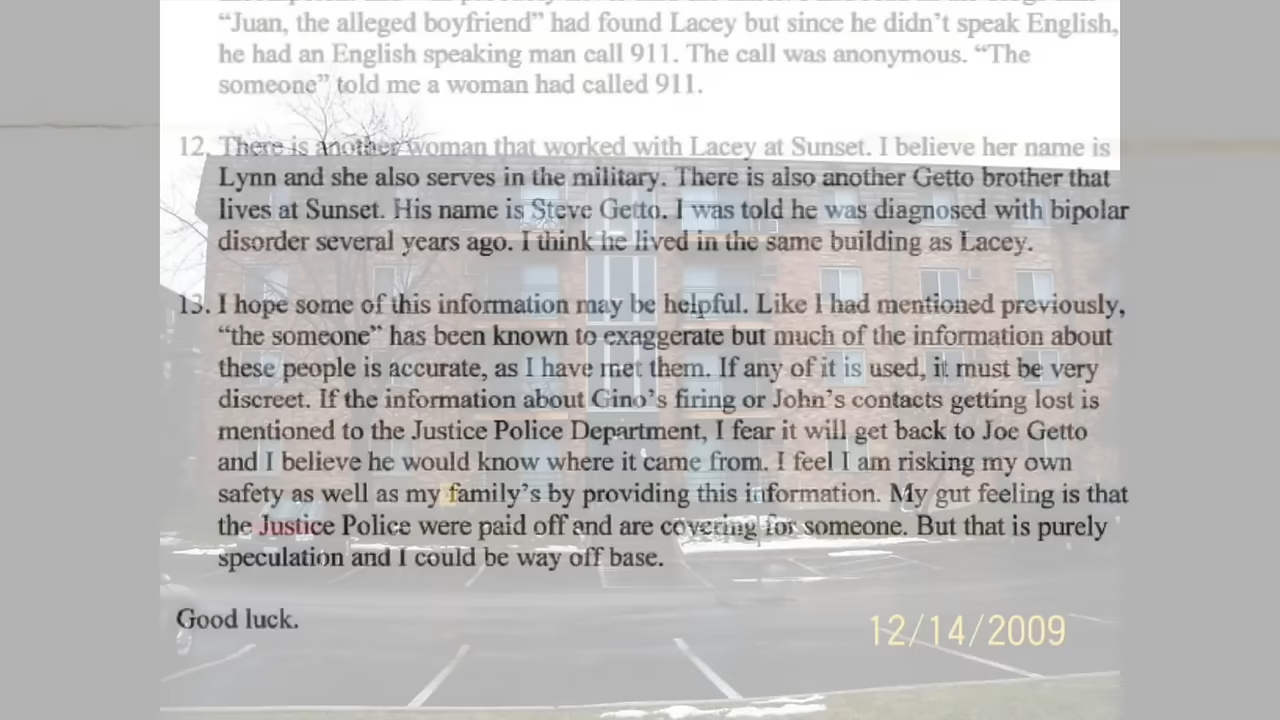 "Juan, the alleged boyfriend" had found Lacey but since he didn't speak English,
he had an English speaking man call 911. The call was anonymous. "The
someone" told me a woman had called 911.
12. There is another woman that worked with Lacey at Sunset. I believe her name is
Lynn and she also serves in the military. There is also another Getto brother that
lives at Sunset. His name is Steve Getto. I was told he was diagnosed with bipolar
disorder several years ago. I think he lived in the same building as Lacey.
13. I hope some of this information may be helpful. Like I had mentioned previously,
"the someone" has been known to exaggerate but much of the information about
these people is accurate, as I have met them. If any of it is used, it must be very
discreet. If the information about Gino's firing or John's contacts getting lost is
mentioned to the Justice Police Department, I fear it will get back to Joe Getto
and I believe he would know where it came from. I feel I am risking my own
safety as well as my family's by providing this information. My gut feeling is that
the Justice Police were paid off and are covering for someone. But that is purely
speculation and I could be way off base.
Good luck.
12/14/2009